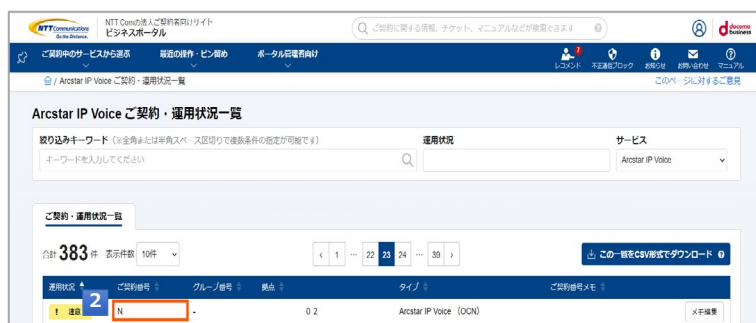 NTT Communications
Go the Distance.
NTT Comの法人ご契約者向けリサイト
ビジネスポータル
ご契約に関する情報、チケット、マニュアルなどが検索できます
docomo business
ご契約中のサービスから選ぶ 最近の操作・ピン留め ポータル管理者向け
7
レコメンド 不正通信ブロック お知らせ お問い合わせ マニュアル
/ Arcstar IP Voice ご契約・運用状況一覧 このページに対するご意見
Arcstar IP Voice ご契約・運用状況一覧
絞り込みキーワード（※全角または半角スペース区切りで複数条件の指定が可能です） 運用状況 サービス
キーワードを入力してください Arcstar IP Voice
ご契約・運用状況一覧
合計 383 件 表示件数 10件 ‹ 1 … 22 23 24 … 39 › この一覧をCSV形式でダウンロード
運用状況 ご契約番号 グループ番号 拠点 タイプ ご契約番号メモ
2
! 注意 N - 0 2 Arcstar IP Voice （OCN） メモ編集